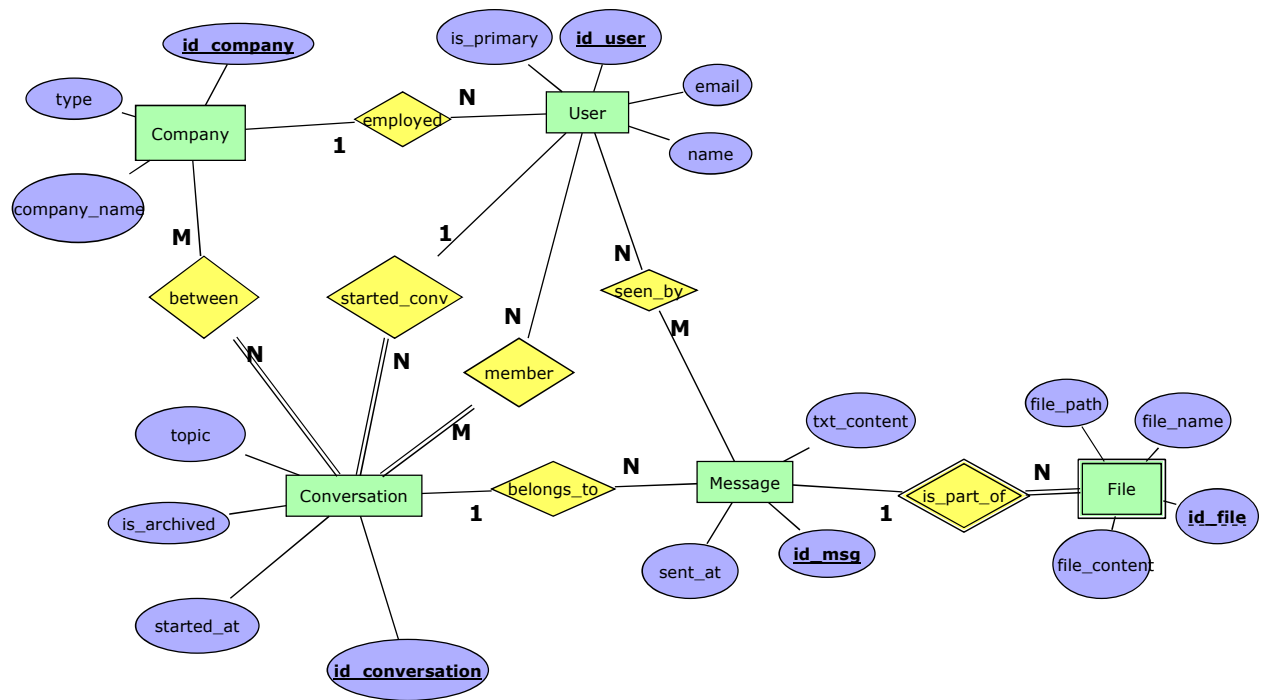 id_company
is_primary
id_user
type
email
N
Company
employed
User
1
name
company_name
M
1
between
started_conv
N
seen_by
N
M
N
N
member
M
topic
txt_content
file_path
file_name
Conversation
belongs_to
N
Message
is_part_of
N
File
1
1
is_archived
id_file
id_msg
sent_at
file_content
started_at
id_conversation